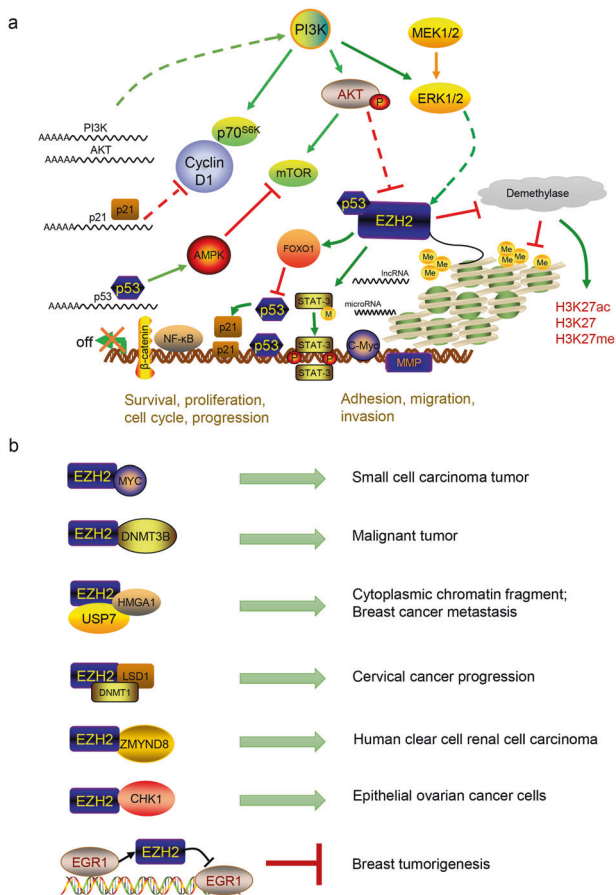 a
PI3K
MEK1/2
AKT
P
ERK1/2
p70S6K
AAAAA
PI3K
AAAAA
AKT
Cyclin
D1
mTOR
p53
EZH2
Demethylase
p21
AAAAA
p21
AMPK
FOXO1
Me
Me
Me
Me
Me
Me
Me
Me
lncRNA
p53
AAAAA
p53
p53
STAT-3
M
microRNA
H3K27ac
H3K27
H3K27me
p21
off
β-catenin
NF-κB
p21
p53
STAT-3
P
P
STAT-3
C-Myc
MMP
Survival, proliferation,
cell cycle, progression
Adhesion, migration,
invasion
b
EZH2
MYC
Small cell carcinoma tumor
EZH2
DNMT3B
Malignant tumor
EZH2
HMGA1
USP7
Cytoplasmic chromatin fragment;
Breast cancer metastasis
EZH2
LSD1
DNMT1
Cervical cancer progression
EZH2
ZMYND8
Human clear cell renal cell carcinoma
EZH2
CHK1
Epithelial ovarian cancer cells
EGR1
EZH2
EGR1
Breast tumorigenesis